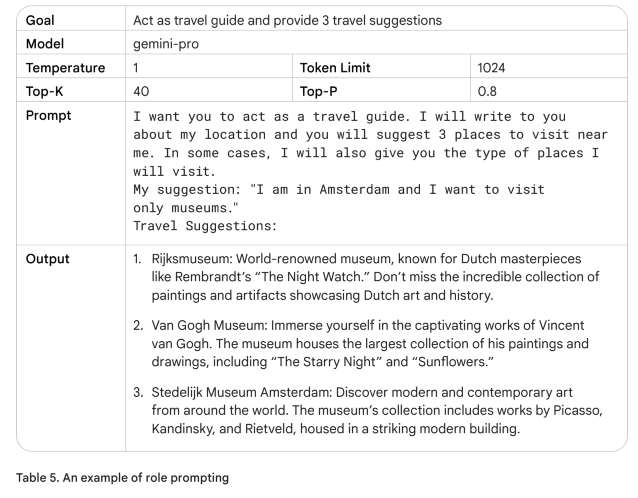 Goal Act as travel guide and provide 3 travel suggestions
Model gemini-pro
Temperature 1 Token Limit 1024
Top-K 40 Top-P 0.8
Prompt I want you to act as a travel guide. I will write to you
about my location and you will suggest 3 places to visit near
me. In some cases, I will also give you the type of places I
will visit.
My suggestion: "I am in Amsterdam and I want to visit
only museums."
Travel Suggestions:
Output 1. Rijksmuseum: World-renowned museum, known for Dutch masterpieces
like Rembrandt's “The Night Watch.” Don't miss the incredible collection of
paintings and artifacts showcasing Dutch art and history.
2. Van Gogh Museum: Immerse yourself in the captivating works of Vincent
van Gogh. The museum houses the largest collection of his paintings and
drawings, including “The Starry Night” and “Sunflowers.”
3. Stedelijk Museum Amsterdam: Discover modern and contemporary art
from around the world. The museum's collection includes works by Picasso,
Kandinsky, and Rietveld, housed in a striking modern building.
Table 5. An example of role prompting